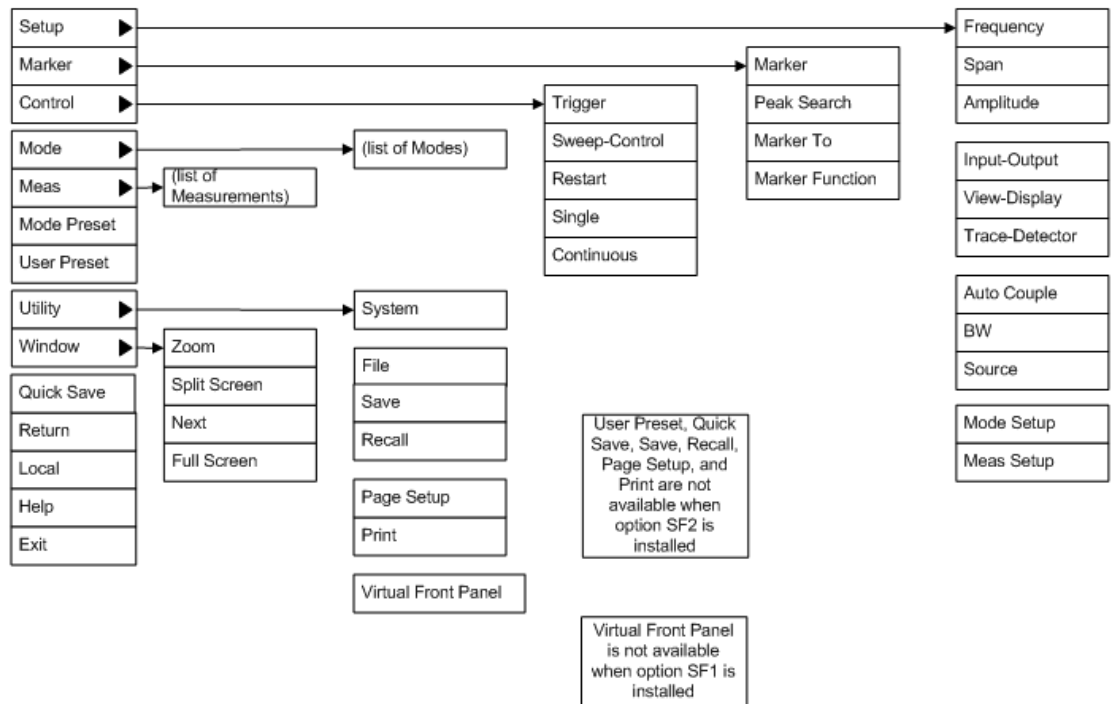 Setup
Marker
Control
Mode
Meas
Mode Preset
User Preset
Utility
Window
Quick Save
Return
Local
Help
Exit
(list of
Measurements)
Zoom
Split Screen
Next
Full Screen
(list of Modes)
System
File
Save
Recall
Page Setup
Print
Virtual Front Panel
Trigger
Sweep-Control
Restart
Single
Continuous
User Preset, Quick
Save, Save, Recall,
Page Setup, and
Print are not
available when
option SF2 is
installed
Virtual Front Panel
is not available
when option SF1 is
installed
Marker
Peak Search
Marker To
Marker Function
Frequency
Span
Amplitude
Input-Output
View-Display
Trace-Detector
Auto Couple
BW
Source
Mode Setup
Meas Setup